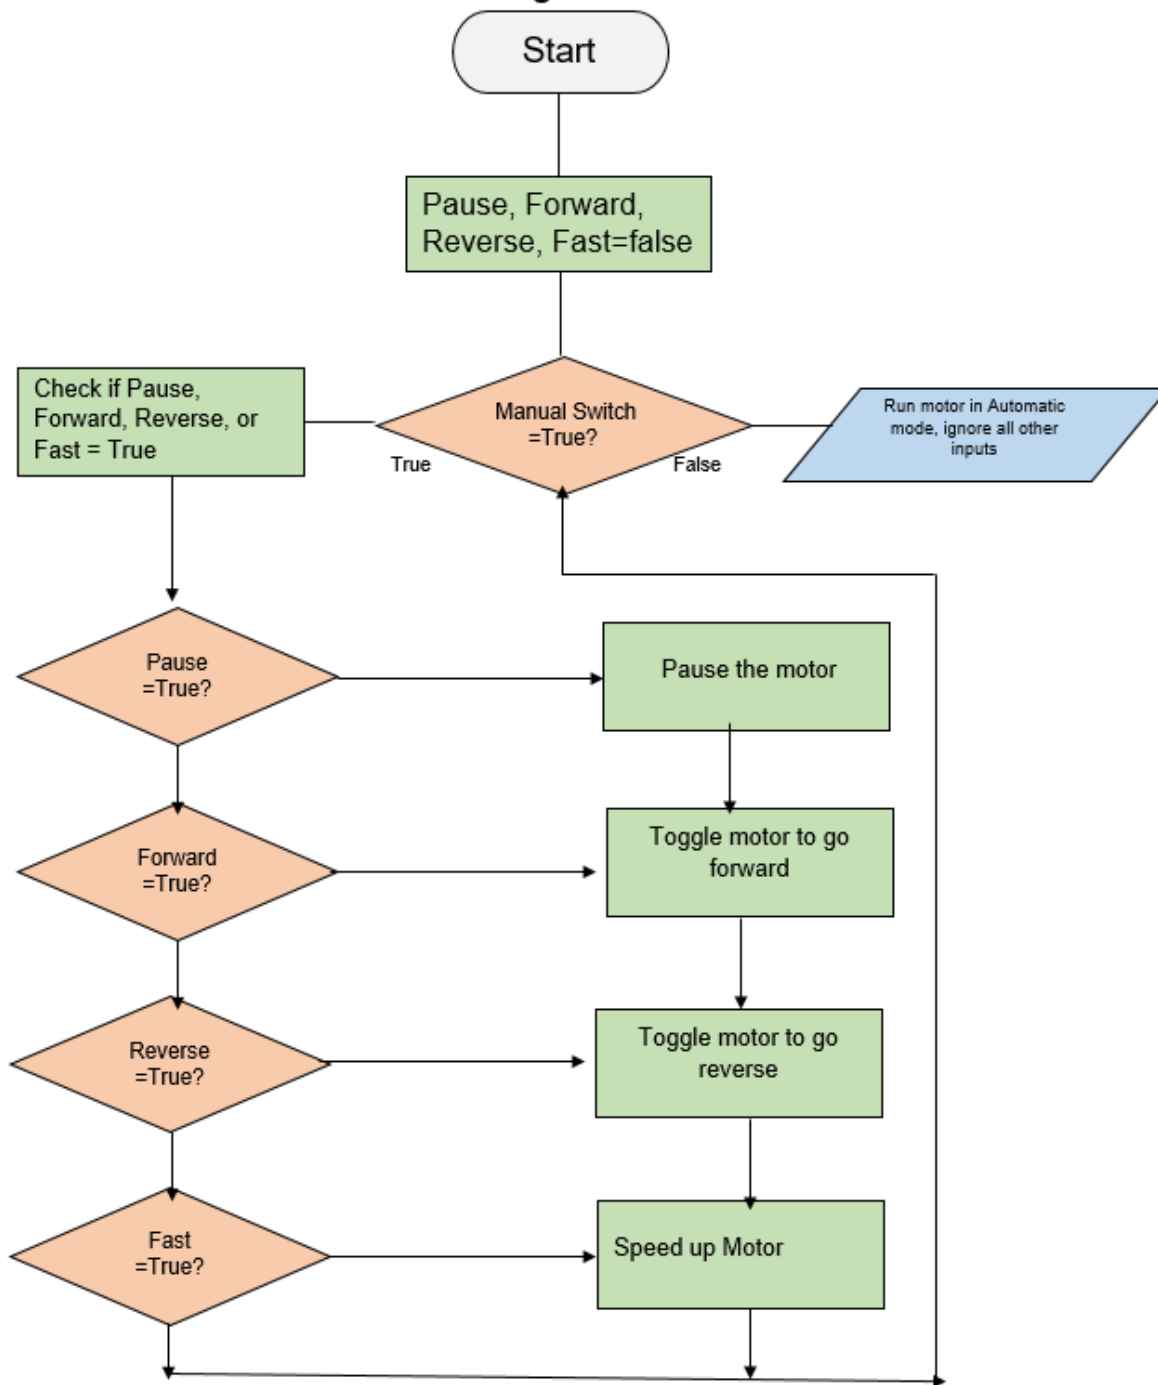 Start
Pause, Forward,
Reverse, Fast=false
Check if Pause,
Forward, Reverse, or
Fast = True
Manual Switch
=True?
True
False
Run motor in Automatic
mode, ignore all other
inputs
Pause
=True?
Pause the motor
Forward
=True?
Toggle motor to go
forward
Reverse
=True?
Toggle motor to go
reverse
Fast
=True?
Speed up Motor